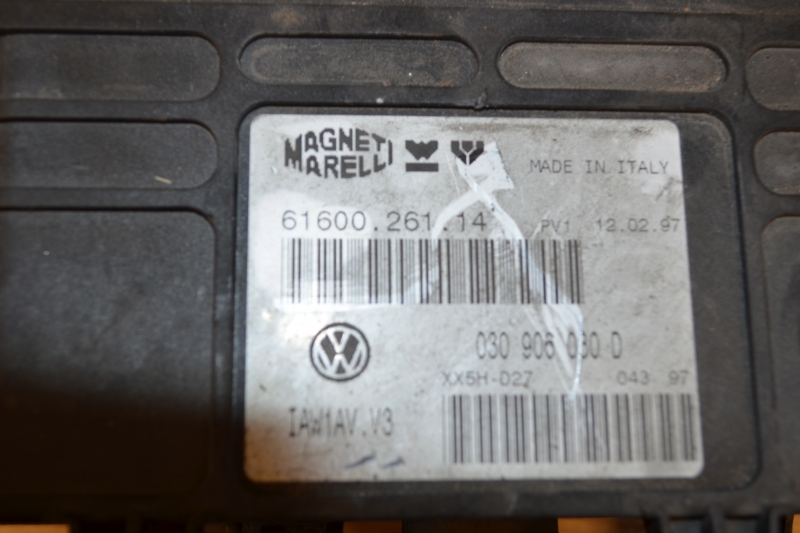 MAGNETI
MARELLI
MADE IN ITALY
61600.261.14 PV1 12.02.97
030 906 030 D
XX5H-D27 043 97
IAW1AV.V3